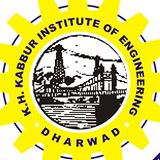 K.H. KABBUR INSTITUTE OF ENGINEERING
DHARWAD